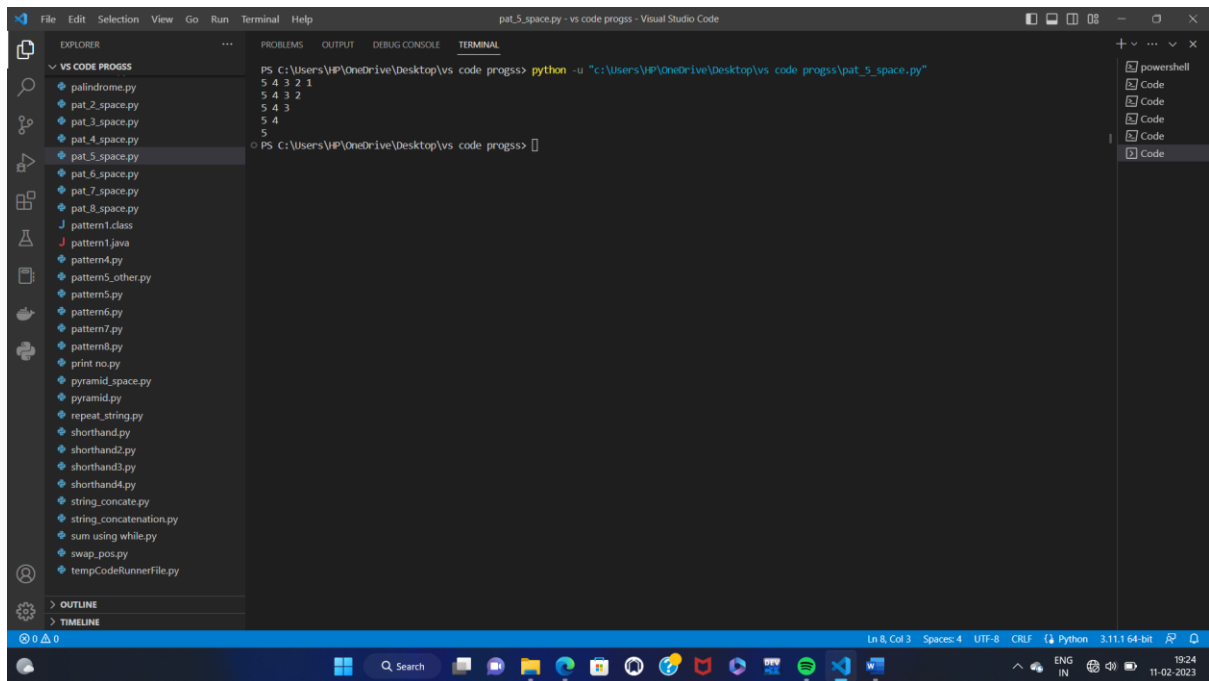 File Edit Selection View Go Run Terminal Help
pat_5_space.py - vs code progss - Visual Studio Code
EXPLORER
VS CODE PROGSS
palindrome.py
pat_2_space.py
pat_3_space.py
pat_4_space.py
pat_5_space.py
pat_6_space.py
pat_7_space.py
pat_8_space.py
pattern1.class
pattern1.java
pattern4.py
pattern5_other.py
pattern5.py
pattern6.py
pattern7.py
pattern8.py
print no.py
pyramid_space.py
pyramid.py
repeat_string.py
shorthand.py
shorthand2.py
shorthand3.py
shorthand4.py
string_concate.py
string_concatenation.py
sum using while.py
swap_pos.py
tempCodeRunnerFile.py
OUTLINE
TIMELINE
PROBLEMS OUTPUT DEBUG CONSOLE TERMINAL
PS C:\Users\HP\OneDrive\Desktop\vs code progss> python -u "c:\Users\HP\OneDrive\Desktop\vs code progss\pat_5_space.py"
5 4 3 2 1
5 4 3 2
5 4 3
5 4
5
PS C:\Users\HP\OneDrive\Desktop\vs code progss>
powershell
Code
Code
Code
Code
Code
0 0
Ln 8, Col 3 Spaces: 4 UTF-8 CRLF Python 3.11.1 64-bit
Search
ENG
IN
19:24
11-02-2023